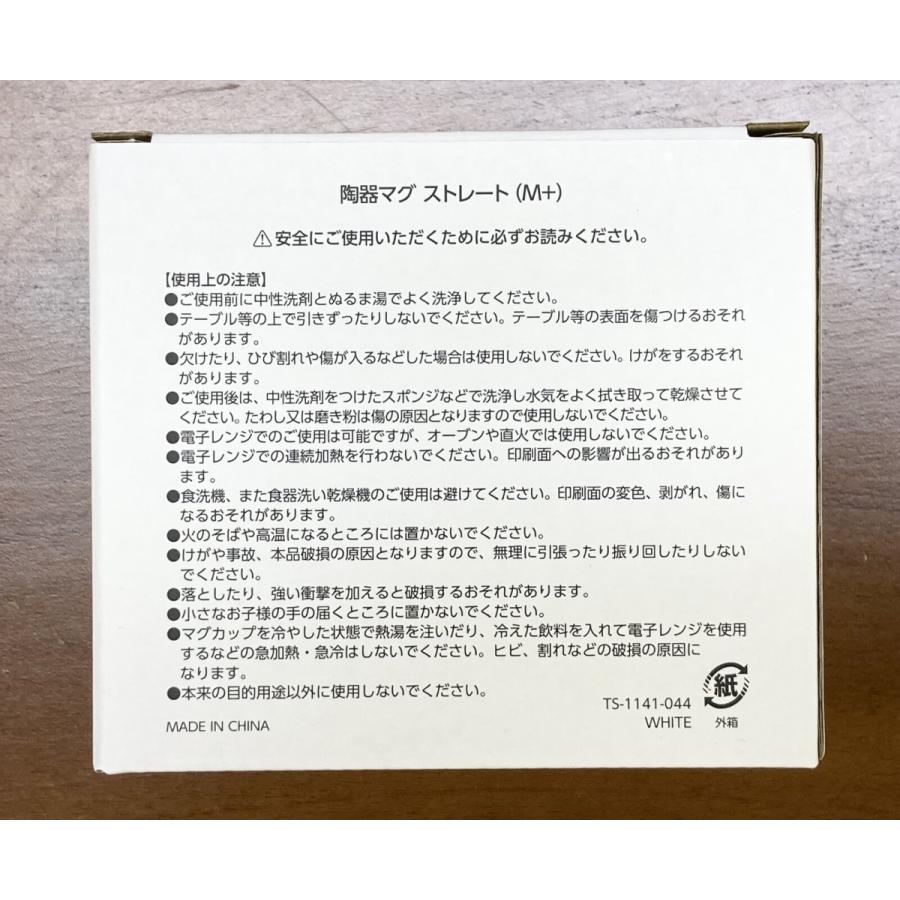 陶器マグ ストレート（M+）
⚠安全にご使用いただくために必ずお読みください。
【使用上の注意】
●ご使用前に中性洗剤とぬるま湯でよく洗浄してください。
●テーブル等の上で引きずったりしないでください。テーブル等の表面を傷つけるおそれ
があります。
●欠けたり、ひび割れや傷が入るなどした場合は使用しないでください。けがをするおそれ
があります。
●ご使用後は、中性洗剤をつけたスポンジなどで洗浄し水気をよく拭き取って乾燥させて
ください。たわし又は磨き粉は傷の原因となりますので使用しないでください。
●電子レンジでのご使用は可能ですが、オーブンや直火では使用しないでください。
●電子レンジでの連続加熱を行わないでください。印刷面への影響が出るおそれがあり
ます。
●食洗機、また食器洗い乾燥機のご使用は避けてください。印刷面の変色、剥がれ、傷に
なるおそれがあります。
●火のそばや高温になるところには置かないでください。
●けがや事故、本品破損の原因となりますので、無理に引張ったり振り回したりしない
でください。
●落としたり、強い衝撃を加えると破損するおそれがあります。
●小さなお子様の手の届くところに置かないでください。
●マグカップを冷やした状態で熱湯を注いだり、冷えた飲料を入れて電子レンジを使用
するなどの急加熱・急冷はしないでください。ヒビ、割れなどの破損の原因に
なります。
●本来の目的用途以外に使用しないでください。
MADE IN CHINA
TS-1141-044
WHITE
紙
外箱